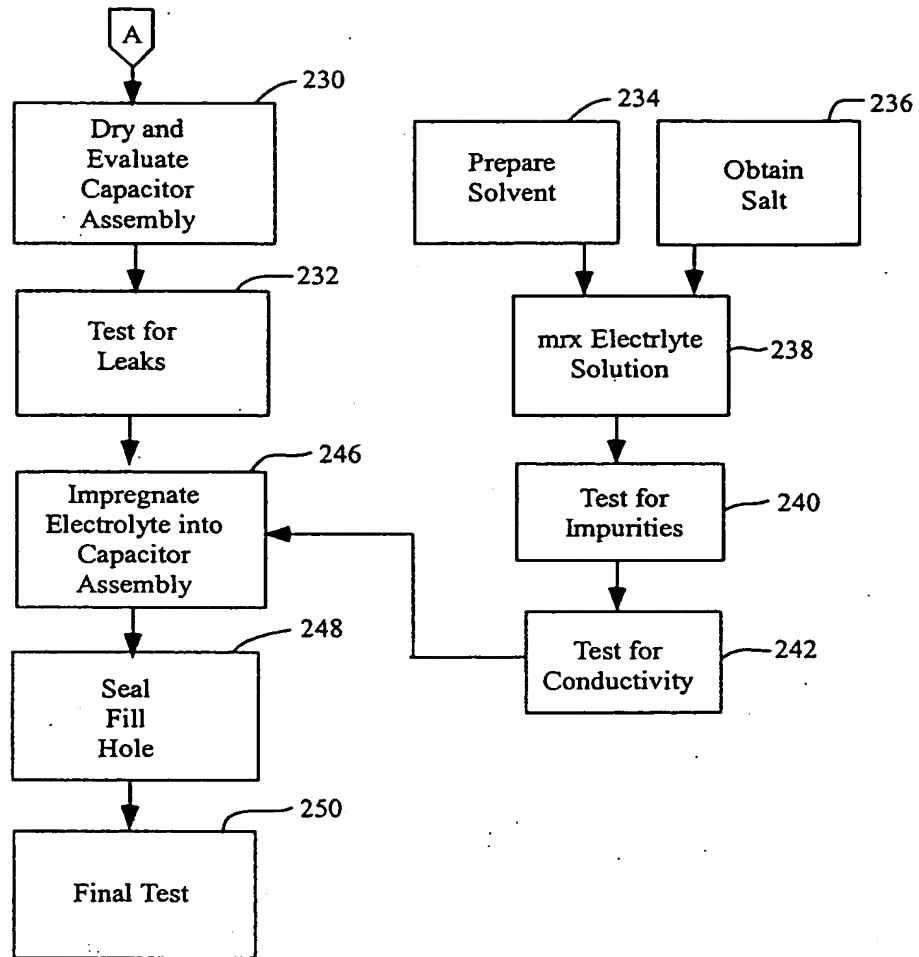 A
230
Dry and
Evaluate
Capacitor
Assembly
232
Test for
Leaks
246
Impregnate
Electrolyte into
Capacitor
Assembly
248
Seal
Fill
Hole
250
Final Test
234
Prepare
Solvent
236
Obtain
Salt
mrx Electrlyte
Solution
238
Test for
Impurities
240
Test for
Conductivity
242